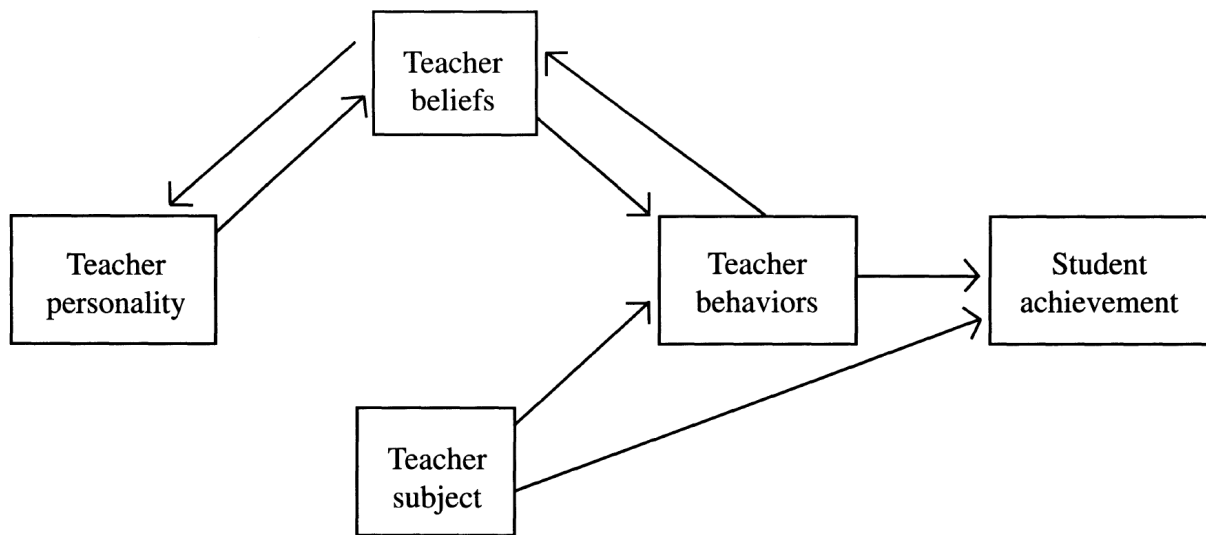 Teacher
beliefs
Teacher
personality
Teacher
behaviors
Student
achievement
Teacher
subject